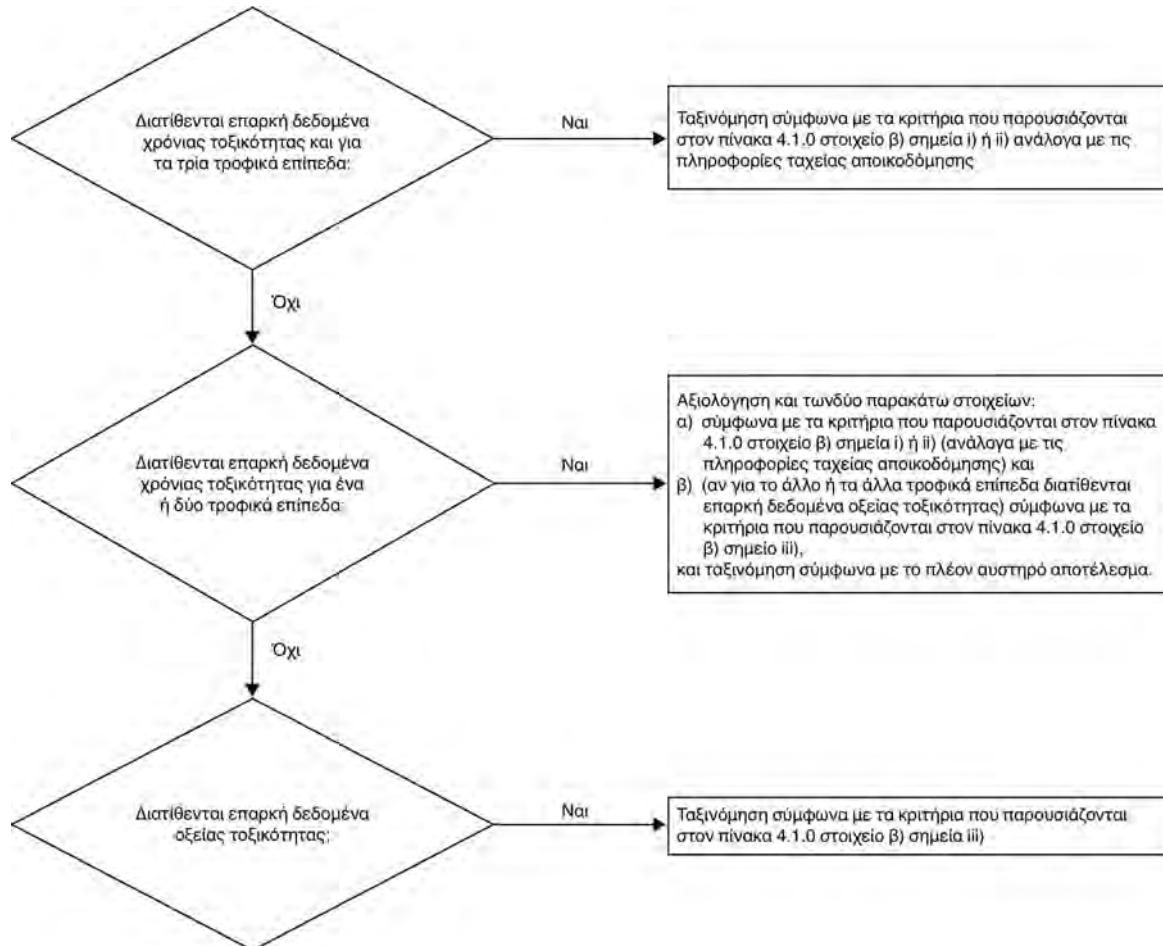 Διατίθενται επαρκή δεδομένα
χρόνιας τοξικότητας και για
τα τρία τροφικά επίπεδα;
Ναι
Ταξινόμηση σύμφωνα με τα κριτήρια που παρουσιάζονται
στον πίνακα 4.1.0 στοιχείο β) σημεία i) ή ii) ανάλογα με τις
πληροφορίες ταχείας αποικοδόμησης
Όχι
Διατίθενται επαρκή δεδομένα
χρόνιας τοξικότητας για ένα
ή δύο τροφικά επίπεδα;
Ναι
Αξιολόγηση και τωνδύο παρακάτω στοιχείων:
α) σύμφωνα με τα κριτήρια που παρουσιάζονται στον πίνακα
4.1.0 στοιχείο β) σημεία i) ή ii) (ανάλογα με τις
πληροφορίες ταχείας αποικοδόμησης) και
β) (αν για το άλλο ή τα άλλα τροφικά επίπεδα διατίθενται
επαρκή δεδομένα οξείας τοξικότητας) σύμφωνα με τα
κριτήρια που παρουσιάζονται στον πίνακα 4.1.0 στοιχείο
β) σημείο iii),
και ταξινόμηση σύμφωνα με το πλέον αυστηρό αποτέλεσμα.
Όχι
Διατίθενται επαρκή δεδομένα
οξείας τοξικότητας;
Ναι
Ταξινόμηση σύμφωνα με τα κριτήρια που παρουσιάζονται
στον πίνακα 4.1.0 στοιχείο β) σημεία iii)